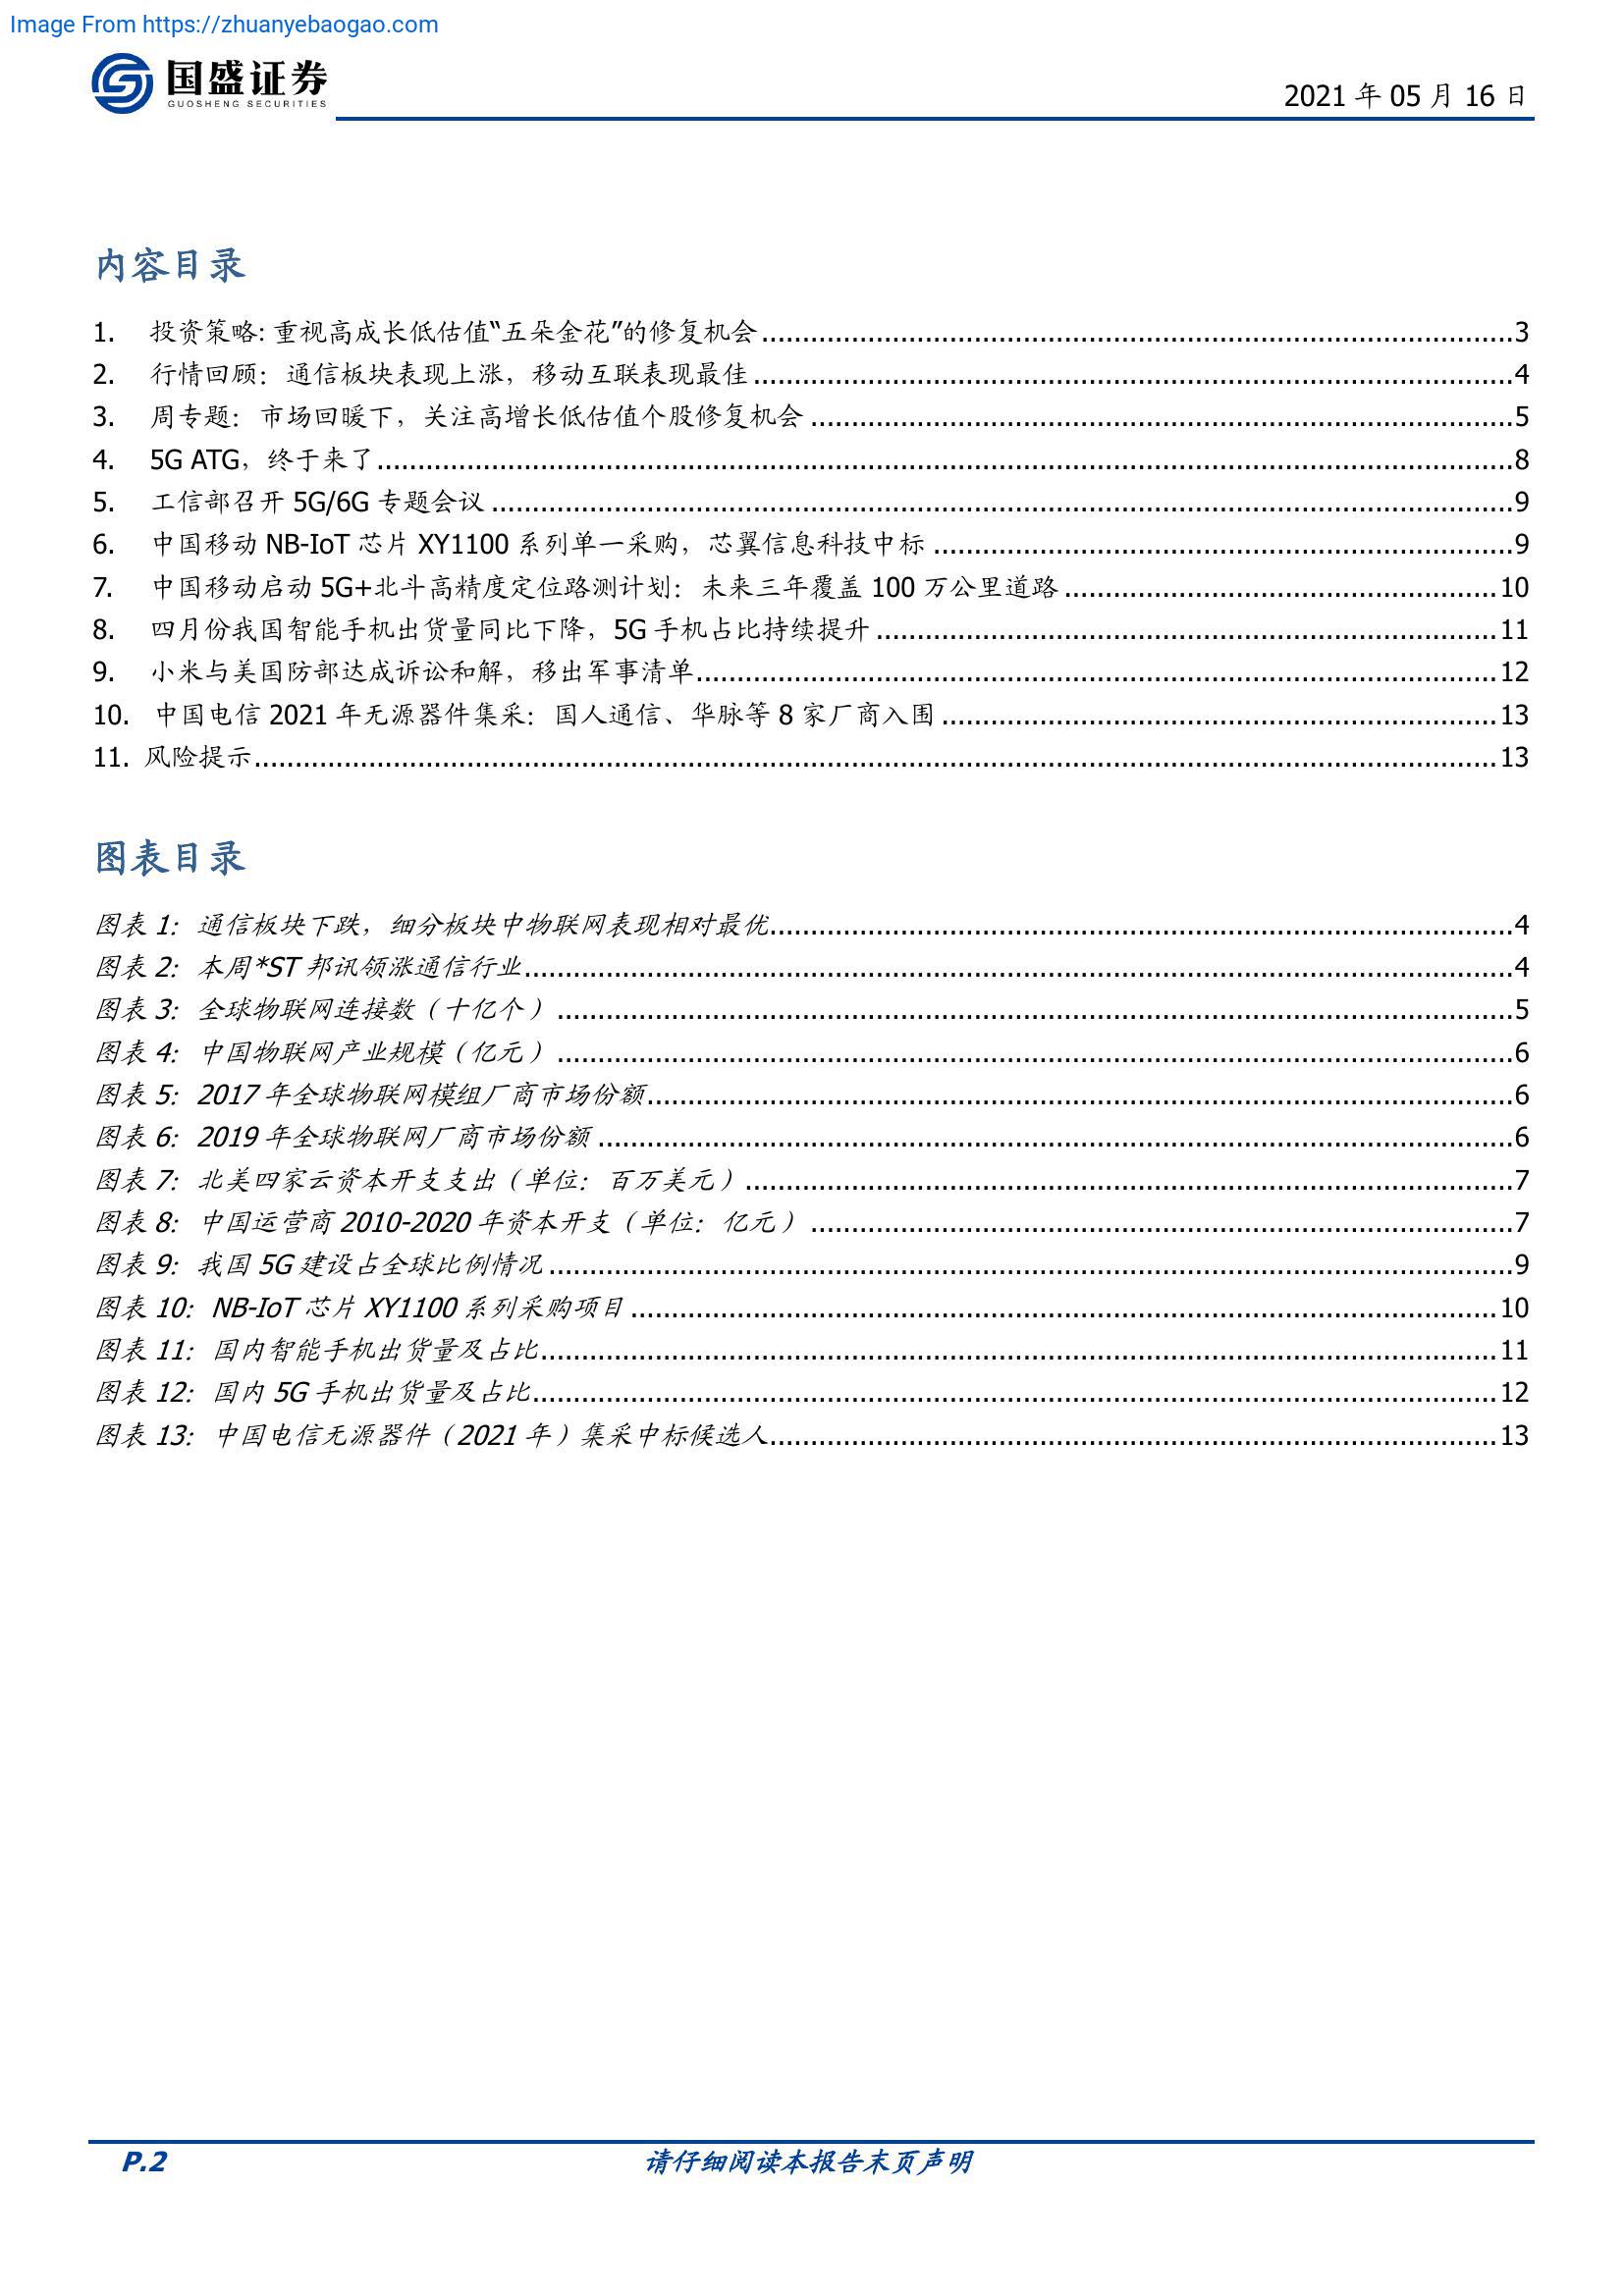 Image From https://zhuanyebaogao.com
国盛证券
GUOSHENG SECURITIES
2021 年 05 月 16 日
内容目录
1. 投资策略: 重视高成长低估值“五朵金花”的修复机会......3
2. 行情回顾：通信板块表现上涨，移动互联表现最佳......4
3. 周专题：市场回暖下，关注高增长低估值个股修复机会......5
4. 5G ATG，终于来了......8
5. 工信部召开 5G/6G 专题会议......9
6. 中国移动 NB-IoT 芯片 XY1100 系列单一采购，芯翼信息科技中标......9
7. 中国移动启动 5G+北斗高精度定位路测计划：未来三年覆盖 100 万公里道路......10
8. 四月份我国智能手机出货量同比下降，5G 手机占比持续提升......11
9. 小米与美国防部达成诉讼和解，移出军事清单......12
10. 中国电信 2021 年无源器件集采：国人通信、华脉等 8 家厂商入围......13
11. 风险提示......13
图表目录
图表 1：通信板块下跌，细分板块中物联网表现相对最优......4
图表 2：本周*ST 邦讯领涨通信行业......4
图表 3：全球物联网连接数（十亿个）......5
图表 4：中国物联网产业规模（亿元）......6
图表 5：2017 年全球物联网模组厂商市场份额......6
图表 6：2019 年全球物联网厂商市场份额......6
图表 7：北美四家云资本开支支出（单位：百万美元）......7
图表 8：中国运营商 2010-2020 年资本开支（单位：亿元）......7
图表 9：我国 5G 建设占全球比例情况......9
图表 10：NB-IoT 芯片 XY1100 系列采购项目......10
图表 11：国内智能手机出货量及占比......11
图表 12：国内 5G 手机出货量及占比......12
图表 13：中国电信无源器件（2021 年）集采中标候选人......13
P.2
请仔细阅读本报告末页声明